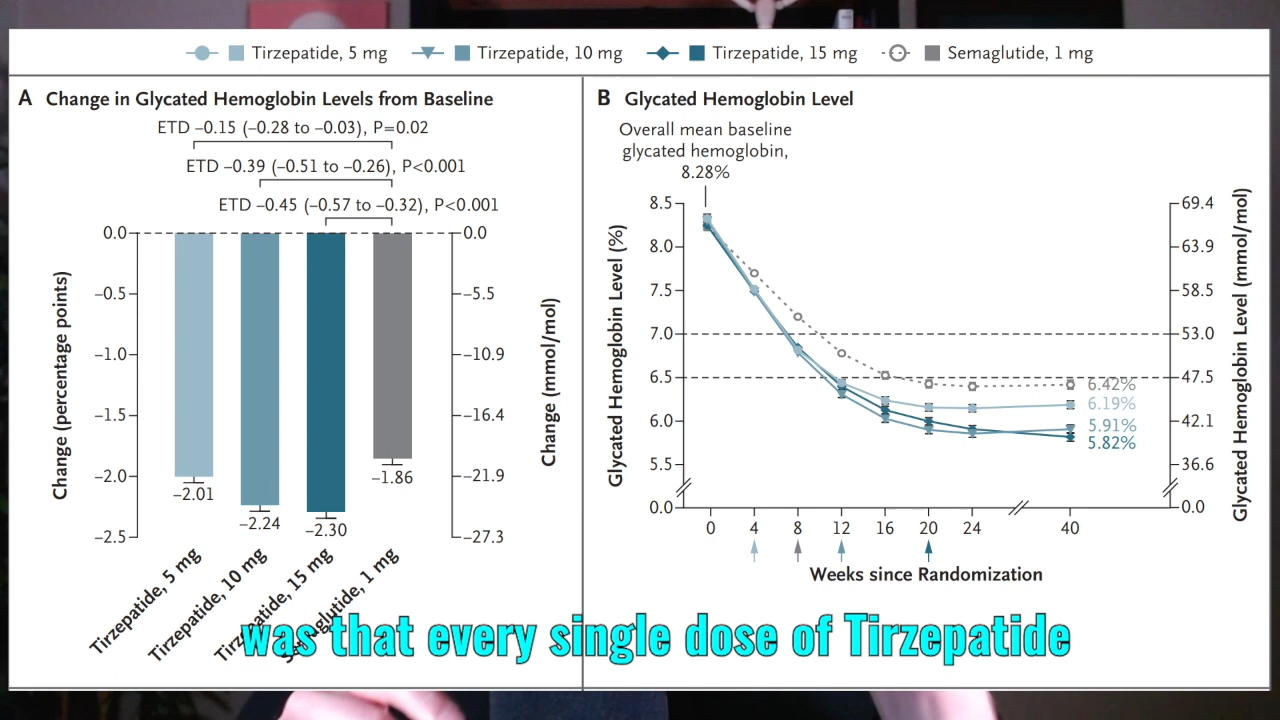 Tirzepatide, 5 mg
Tirzepatide, 10 mg
Tirzepatide, 15 mg
Semaglutide, 1 mg
A Change in Glycated Hemoglobin Levels from Baseline
ETD –0.15 (–0.28 to –0.03), P=0.02
ETD –0.39 (–0.51 to –0.26), P<0.001
ETD –0.45 (–0.57 to –0.32), P<0.001
Change (percentage points)
0.0
–0.5
–1.0
–1.5
–2.0
–2.5
–2.01
–2.24
–2.30
–1.86
0.0
–5.5
–10.9
–16.4
–21.9
–27.3
Change (mmol/mol)
Tirzepatide, 5 mg
Tirzepatide, 10 mg
Tirzepatide, 15 mg
Semaglutide, 1 mg
B Glycated Hemoglobin Level
Overall mean baseline
glycated hemoglobin,
8.28%
Glycated Hemoglobin Level (%)
8.5
8.0
7.5
7.0
6.5
6.0
5.5
0.0
6.42%
6.19%
5.91%
5.82%
69.4
63.9
58.5
53.0
47.5
42.1
36.6
0.0
Glycated Hemoglobin Level (mmol/mol)
0 4 8 12 16 20 24 40
Weeks since Randomization
was that every single dose of Tirzepatide